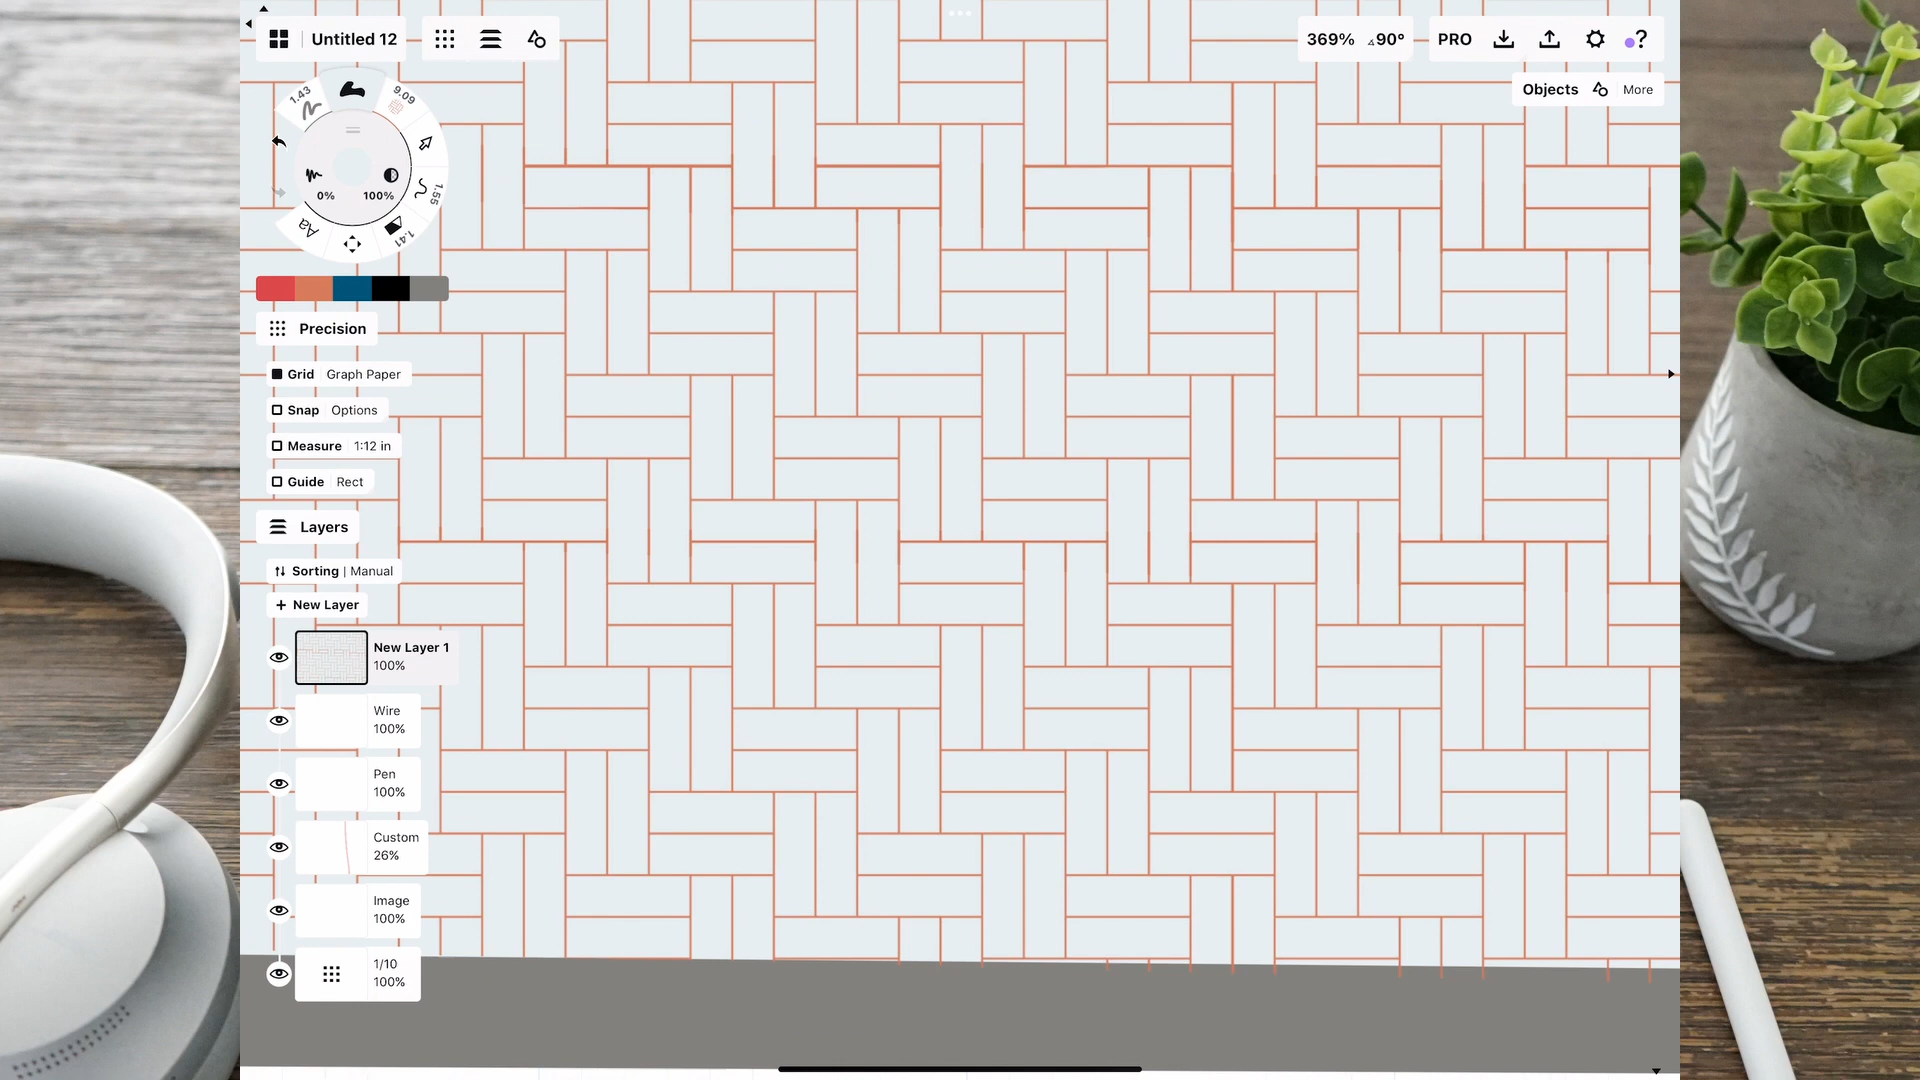 Untitled 12
369% 90° PRO ?
Objects More
1.43
9.09
1.55
1.41
Aa
0% 100%
Precision
Grid Graph Paper
Snap Options
Measure 1:12 in
Guide Rect
Layers
Sorting | Manual
+ New Layer
New Layer 1
100%
Wire
100%
Pen
100%
Custom
26%
Image
100%
1/10
100%